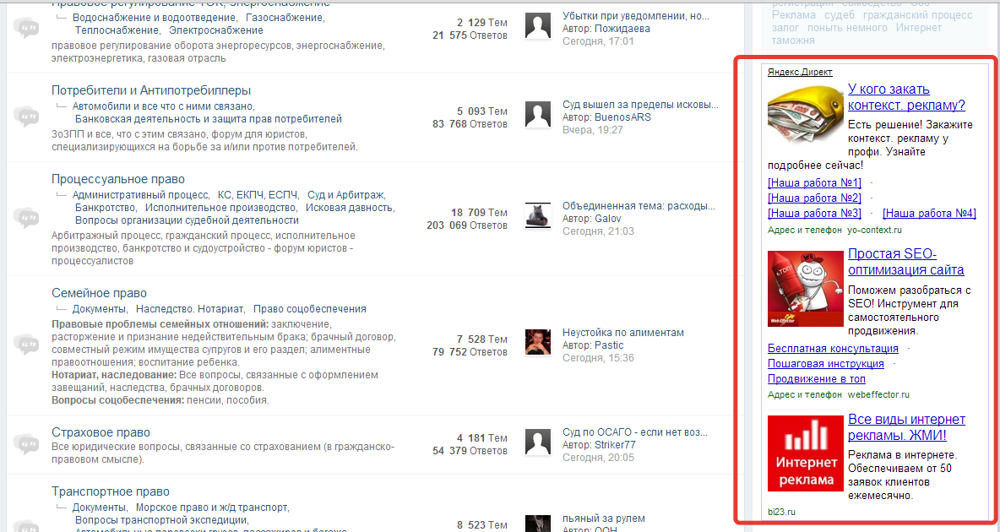 Правовое регулирование ТЭК, энергоснабжение
Водоснабжение и водоотведение, Газоснабжение,
Теплоснабжение, Электроснабжение
правовое регулирование оборота энергоресурсов, энергоснабжение,
электроэнергетика, газовая отрасль
2 129 Тем
21 575 Ответов
Убытки при уведомлении, но...
Автор: Пожидаева
Сегодня, 17:01
Потребители и Антипотребиллеры
Автомобили и все что с ними связано,
Банковская деятельность и защита прав потребителей
ЗоЗПП и все, что с этим связано, форум для юристов,
специализирующихся на борьбе за и/или против потребителей.
5 093 Тем
83 768 Ответов
Суд вышел за пределы исковы...
Автор: BuenosARS
Вчера, 19:27
Процессуальное право
Административный процесс, КС, ЕКПЧ, ЕСПЧ, Суд и Арбитраж,
Банкротство, Исполнительное производство, Исковая давность,
Вопросы организации судебной деятельности
Арбитражный процесс, гражданский процесс, исполнительное
производство, банкротство и судоустройство - форум юристов -
процессуалистов
18 709 Тем
203 069 Ответов
Объединенная тема: расходы...
Автор: Galov
Сегодня, 21:03
Семейное право
Документы, Наследство. Нотариат, Право соцобеспечения
Правовые проблемы семейных отношений: заключение,
расторжение и признание недействительным брака; брачный договор,
совместный режим имущества супругов и его раздел; алиментные
правоотношения; воспитание ребенка.
Нотариат, наследование: Все вопросы, связанные с оформлением
завещаний, наследства, брачных договоров.
Вопросы соцобеспечения: пенсии, пособия.
7 528 Тем
79 752 Ответов
Неустойка по алиментам
Автор: Pastic
Сегодня, 15:36
Страховое право
Все юридические вопросы, связанные со страхованием (в гражданско-
правовом смысле).
4 181 Тем
54 379 Ответов
Суд по ОСАГО - если нет воз...
Автор: Striker77
Сегодня, 20:05
Транспортное право
Документы, Морское право и ж/д транспорт,
Вопросы транспортной экспедиции,
Автомобильные перевозки грузов, пассажиров и багажа
8 523 Тем
пьяный за рулем
Автор: ООН
регистрация самоседство
Реклама судеб гражданский процесс
залог поныть немного Интернет
таможня
Яндекс.Директ
У кого закать
контекст. рекламу?
Есть решение! Закажите
контекст. рекламу у
профи. Узнайте
подробнее сейчас!
[Наша работа №1] ·
[Наша работа №2] ·
[Наша работа №3] · [Наша работа №4]
Адрес и телефон yo-context.ru
СТОП
WE
WebEffector
Простая SEO-
оптимизация сайта
Поможем разобраться с
SEO! Инструмент для
самостоятельного
продвижения.
Бесплатная консультация ·
Пошаговая инструкция ·
Продвижение в топ
Адрес и телефон webeffector.ru
Интернет
реклама
Все виды интернет
рекламы. ЖМИ!
Реклама в интернете.
Обеспечиваем от 50
заявок клиентов
ежемесячно.
bi23.ru